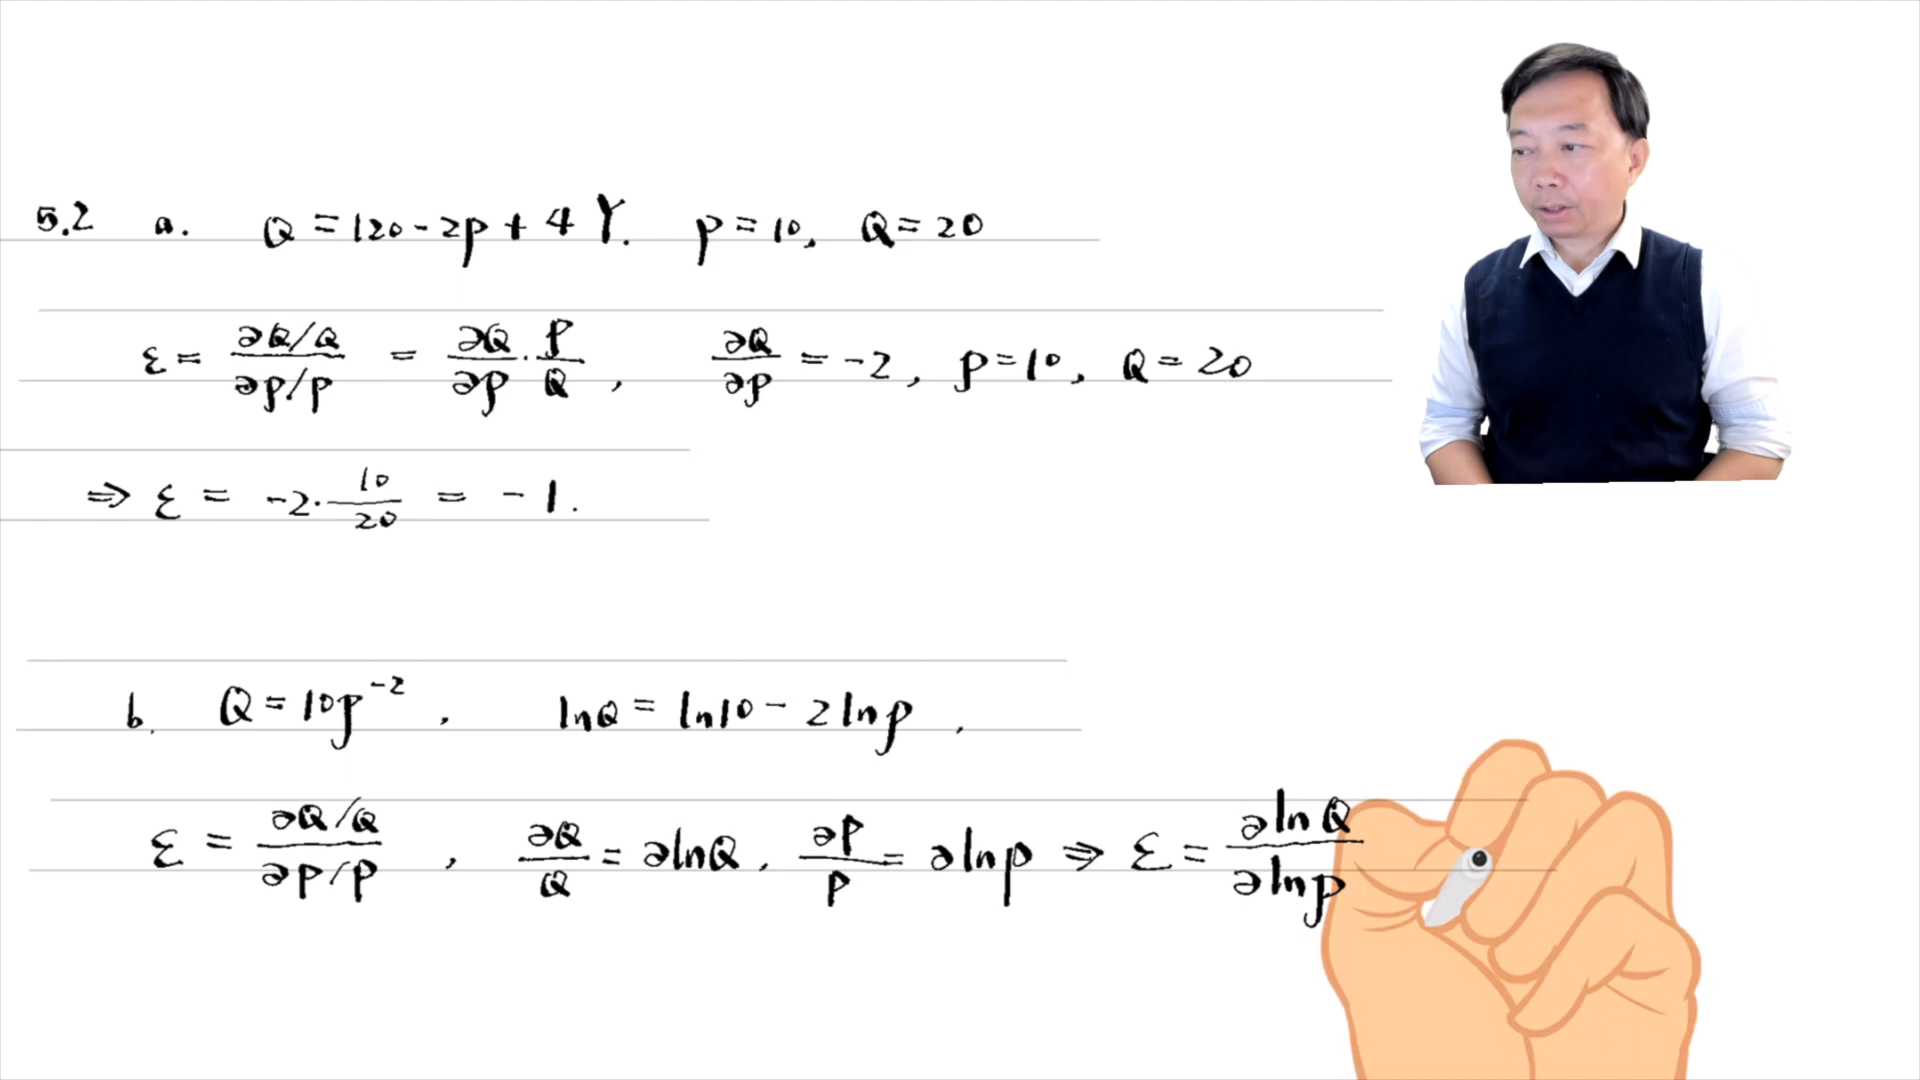 5.2 a. Q = 120 - 2p + 4Y. p = 10, Q = 20
ε = ∂Q/Q / ∂p/p = ∂Q/∂p · p/Q , ∂Q/∂p = -2, p = 10, Q = 20
⇒ ε = -2 · 10/20 = -1.
b. Q = 10p⁻² , lnQ = ln10 - 2lnp ,
ε = ∂Q/Q / ∂P/P , ∂Q/Q = ∂lnQ , ∂P/P = ∂lnp ⇒ ε = ∂lnQ/∂lnp